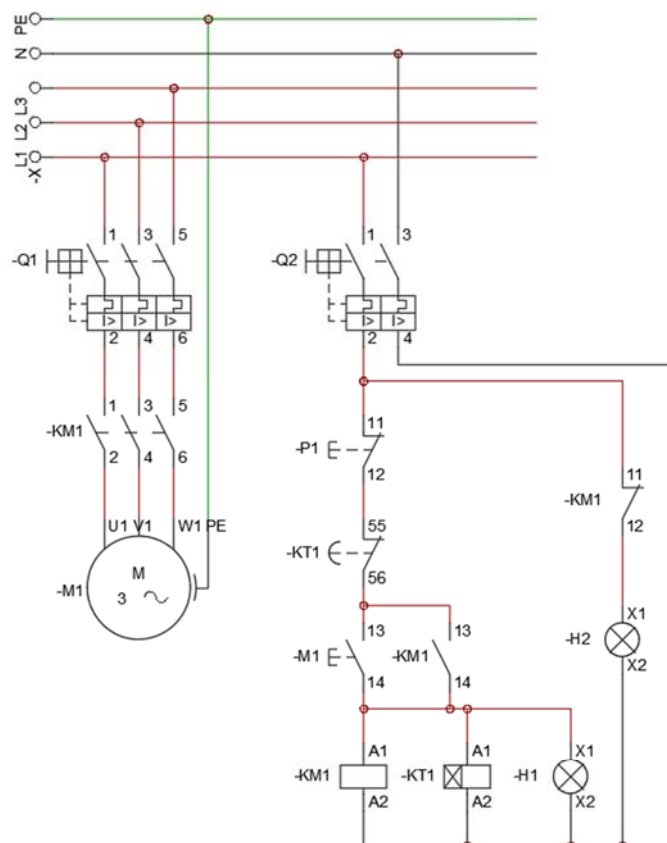 PE
N
L3
L2
L1
-X
1 3 5
-Q1
I> I> I>
2 4 6
1 3
-Q2
I> I>
2 4
1 3 5
-KM1
2 4 6
U1 V1 W1 PE
M
3
-M1
11
-P1
12
55
-KT1
56
13
-M1
14
13
-KM1
14
11
-KM1
12
X1
-H2
X2
A1
-KM1
A2
A1
-KT1
A2
X1
-H1
X2